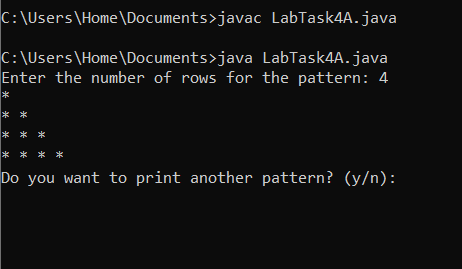 C:\Users\Home\Documents>javac LabTask4A.java
C:\Users\Home\Documents>java LabTask4A.java
Enter the number of rows for the pattern: 4
*
* *
* * *
* * * *
Do you want to print another pattern? (y/n):